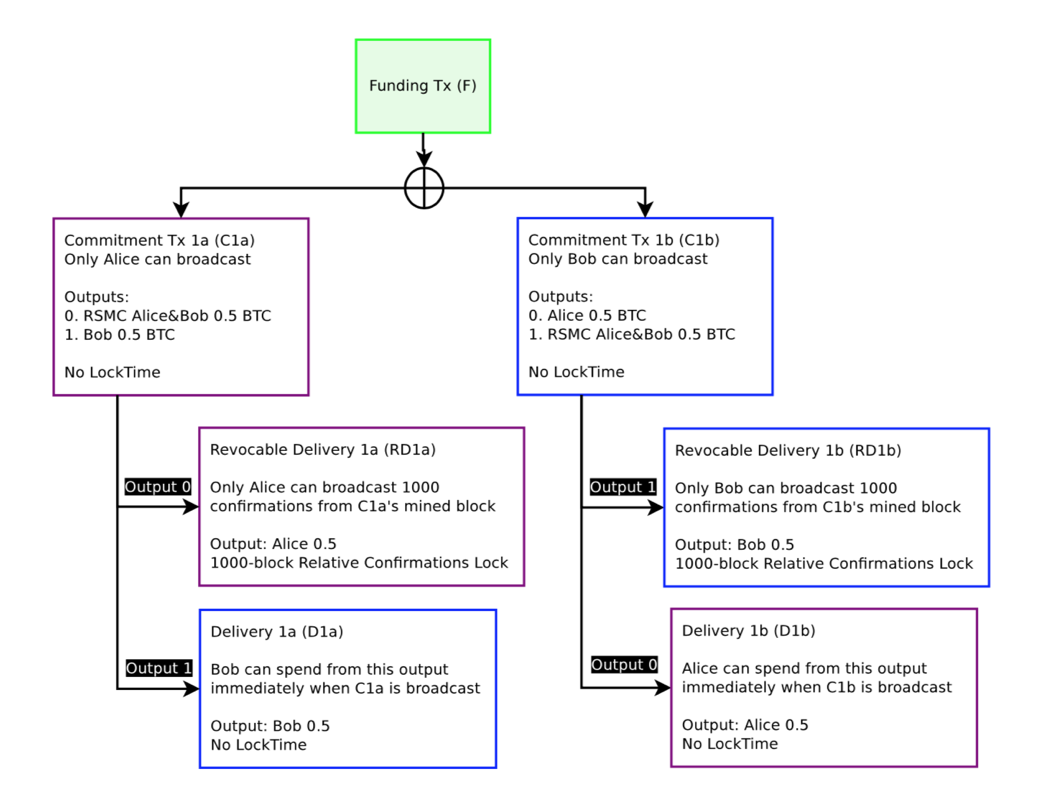 Funding Tx (F)
Commitment Tx 1a (C1a)
Only Alice can broadcast
Outputs:
0. RSMC Alice&Bob 0.5 BTC
1. Bob 0.5 BTC
No LockTime
Commitment Tx 1b (C1b)
Only Bob can broadcast
Outputs:
0. Alice 0.5 BTC
1. RSMC Alice&Bob 0.5 BTC
No LockTime
Output 0
Revocable Delivery 1a (RD1a)
Only Alice can broadcast 1000
confirmations from C1a's mined block
Output: Alice 0.5
1000-block Relative Confirmations Lock
Output 1
Revocable Delivery 1b (RD1b)
Only Bob can broadcast 1000
confirmations from C1b's mined block
Output: Bob 0.5
1000-block Relative Confirmations Lock
Output 1
Delivery 1a (D1a)
Bob can spend from this output
immediately when C1a is broadcast
Output: Bob 0.5
No LockTime
Output 0
Delivery 1b (D1b)
Alice can spend from this output
immediately when C1b is broadcast
Output: Alice 0.5
No LockTime